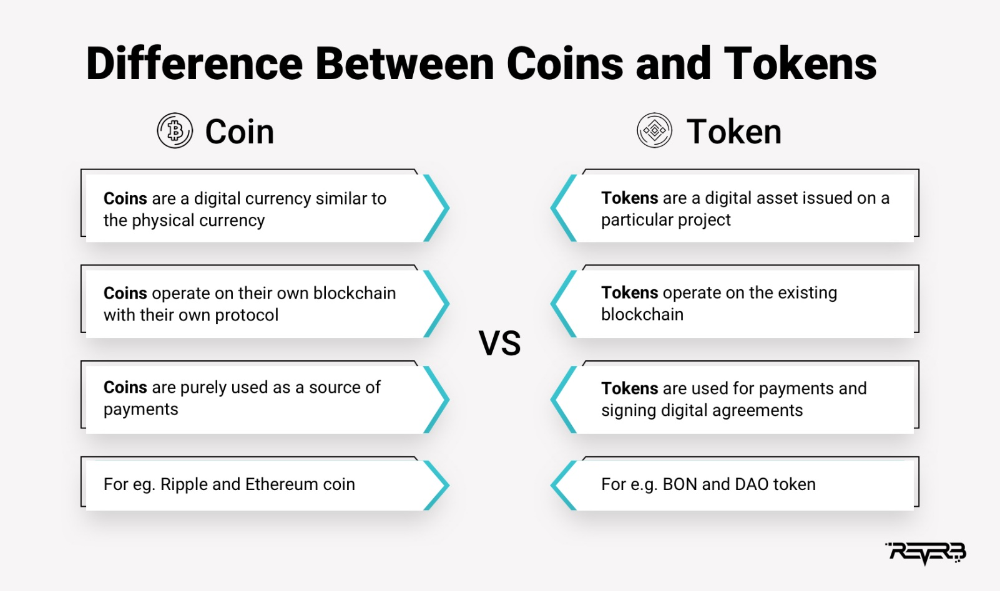 Difference Between Coins and Tokens
Coin
Coins are a digital currency similar to
the physical currency
Coins operate on their own blockchain
with their own protocol
Coins are purely used as a source of
payments
For eg. Ripple and Ethereum coin
VS
Token
Tokens are a digital asset issued on a
particular project
Tokens operate on the existing
blockchain
Tokens are used for payments and
signing digital agreements
For e.g. BON and DAO token
REVERB